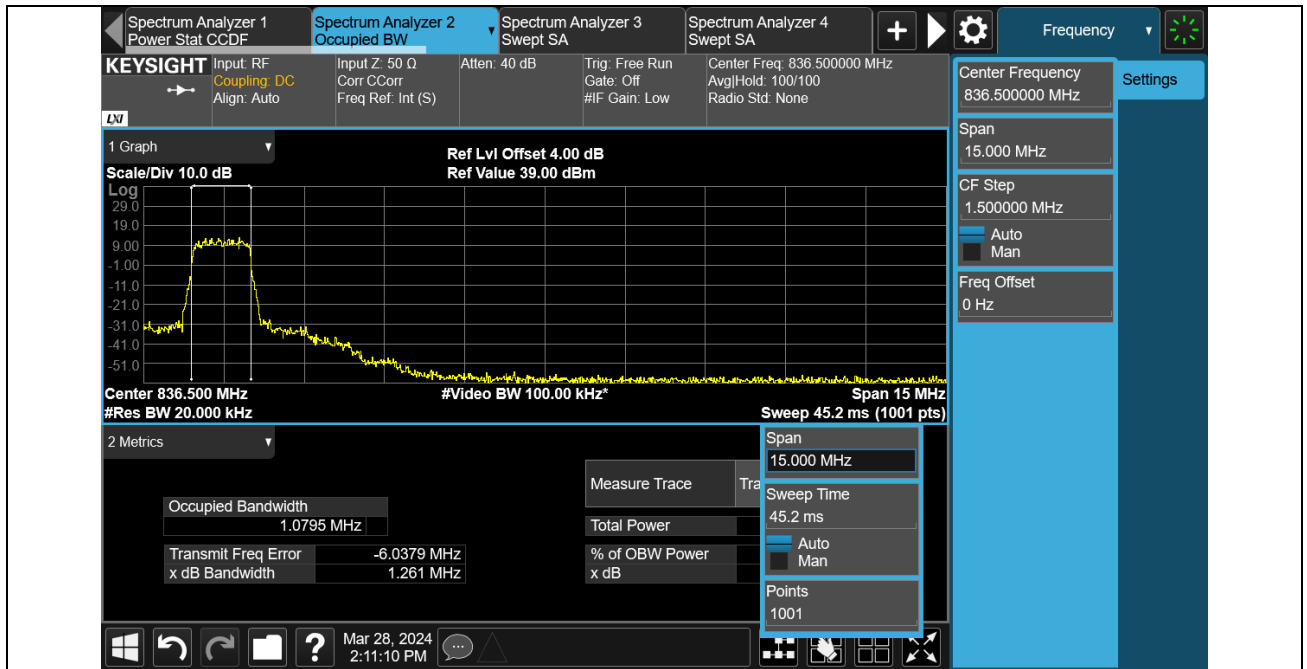 Spectrum Analyzer 1
Power Stat CCDF
Spectrum Analyzer 2
Occupied BW
Spectrum Analyzer 3
Swept SA
Spectrum Analyzer 4
Swept SA
+
Frequency
KEYSIGHT
LXI
Input: RF
Coupling: DC
Align: Auto
Input Z: 50 Ω
Corr CCorr
Freq Ref: Int (S)
Atten: 40 dB
Trig: Free Run
Gate: Off
#IF Gain: Low
Center Freq: 836.500000 MHz
Avg|Hold: 100/100
Radio Std: None
Center Frequency
836.500000 MHz
Settings
Span
15.000 MHz
CF Step
1.500000 MHz
Auto
Man
Freq Offset
0 Hz
1 Graph
Scale/Div 10.0 dB
Ref Lvl Offset 4.00 dB
Ref Value 39.00 dBm
Log
29.0
19.0
9.00
-1.00
-11.0
-21.0
-31.0
-41.0
-51.0
Center 836.500 MHz
#Video BW 100.00 kHz*
Span 15 MHz
#Res BW 20.000 kHz
Sweep 45.2 ms (1001 pts)
2 Metrics
Occupied Bandwidth
1.0795 MHz
Transmit Freq Error
-6.0379 MHz
x dB Bandwidth
1.261 MHz
Measure Trace
Tra
Total Power
% of OBW Power
x dB
Span
15.000 MHz
Sweep Time
45.2 ms
Auto
Man
Points
1001
?
Mar 28, 2024
2:11:10 PM